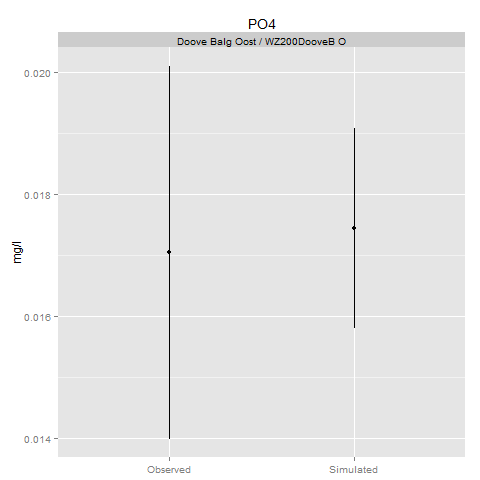 PO4
Doove Balg Oost / WZ200DooveB O
mg/l
0.020
0.018
0.016
0.014
Observed
Simulated